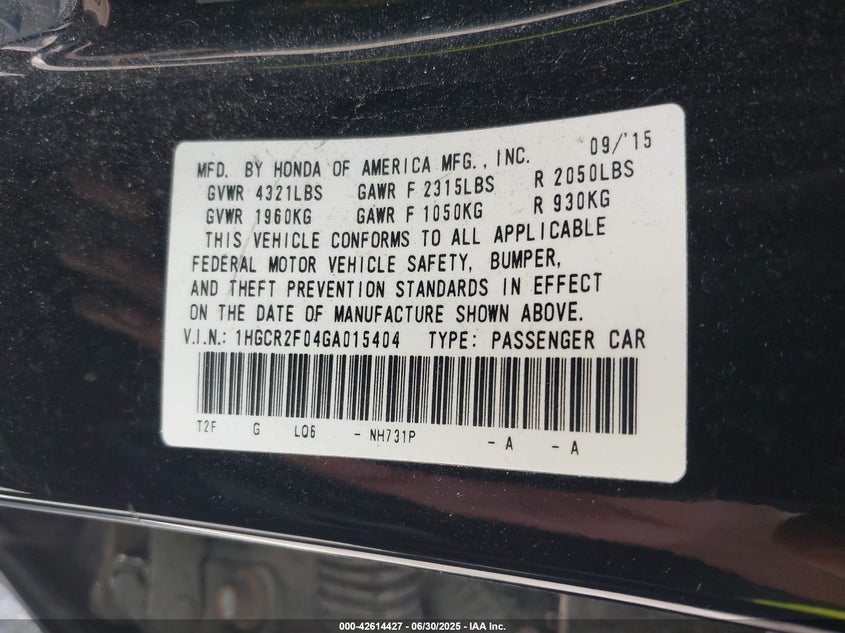 09/'15
MFD. BY HONDA OF AMERICA MFG., INC.
GVWR 4321LBS GAWR F 2315LBS R 2050LBS
GVWR 1960KG GAWR F 1050KG R 930KG
THIS VEHICLE CONFORMS TO ALL APPLICABLE
FEDERAL MOTOR VEHICLE SAFETY, BUMPER,
AND THEFT PREVENTION STANDARDS IN EFFECT
ON THE DATE OF MANUFACTURE SHOWN ABOVE.
V.I.N.: 1HGCR2F04GA015404 TYPE: PASSENGER CAR
T2F G LQ6 - NH731P - A - A
000-42614427 - 06/30/2025 - IAA Inc.